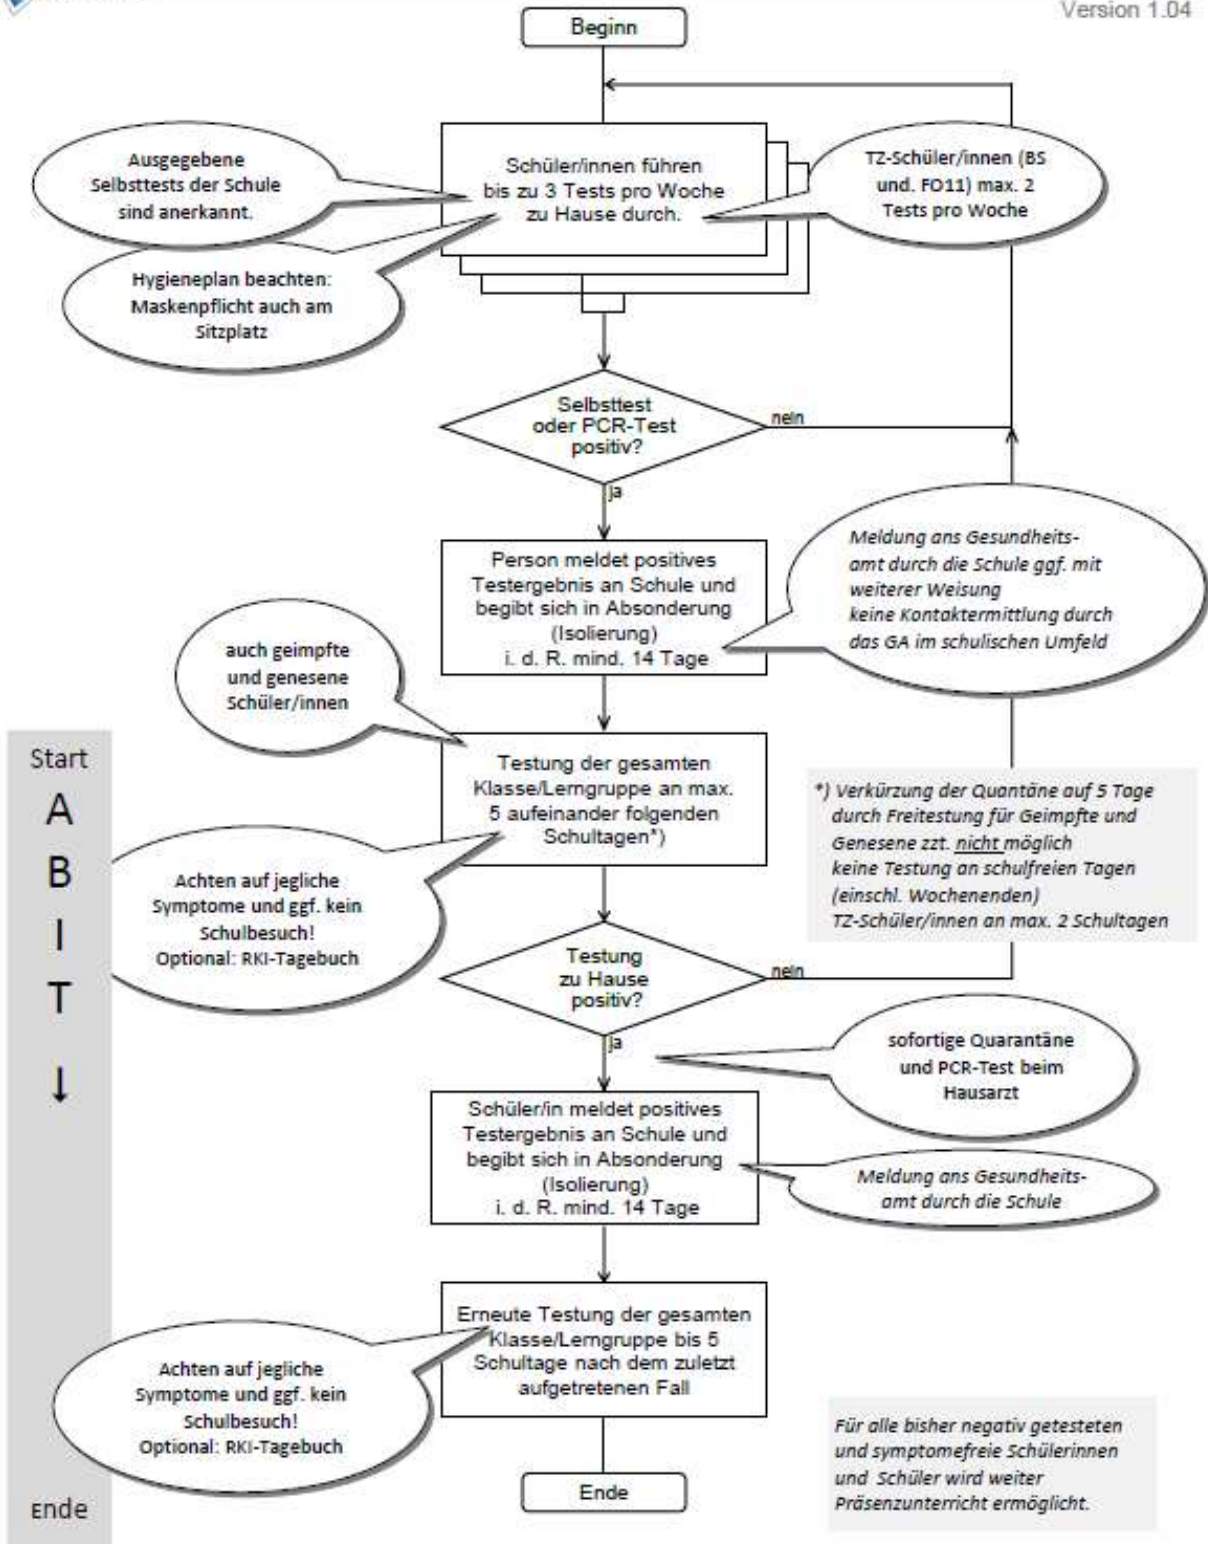 Version 1.04
Beginn
Ausgegebene
Selbsttests der Schule
sind anerkannt.
Schüler/innen führen
bis zu 3 Tests pro Woche
zu Hause durch.
TZ-Schüler/innen (BS
und. FO11) max. 2
Tests pro Woche
Hygieneplan beachten:
Maskenpflicht auch am
Sitzplatz
Selbsttest
oder PCR-Test
positiv?
nein
ja
Person meldet positives
Testergebnis an Schule und
begibt sich in Absonderung
(Isolierung)
i. d. R. mind. 14 Tage
Meldung ans Gesundheits-
amt durch die Schule ggf. mit
weiterer Weisung
keine Kontaktermittlung durch
das GA im schulischen Umfeld
auch geimpfte
und genesene
Schüler/innen
Start
A
B
I
T
↓
Ende
Testung der gesamten
Klasse/Lerngruppe an max.
5 aufeinander folgenden
Schultagen*)
*) Verkürzung der Quantäne auf 5 Tage
durch Freitestung für Geimpfte und
Genesene zzt. nicht möglich
keine Testung an schulfreien Tagen
(einschl. Wochenenden)
TZ-Schüler/innen an max. 2 Schultagen
Achten auf jegliche
Symptome und ggf. kein
Schulbesuch!
Optional: RKI-Tagebuch
Testung
zu Hause
positiv?
nein
ja
sofortige Quarantäne
und PCR-Test beim
Hausarzt
Schüler/in meldet positives
Testergebnis an Schule und
begibt sich in Absonderung
(Isolierung)
i. d. R. mind. 14 Tage
Meldung ans Gesundheits-
amt durch die Schule
Erneute Testung der gesamten
Klasse/Lerngruppe bis 5
Schultage nach dem zuletzt
aufgetretenen Fall
Achten auf jegliche
Symptome und ggf. kein
Schulbesuch!
Optional: RKI-Tagebuch
Für alle bisher negativ getesteten
und symptomefreie Schülerinnen
und Schüler wird weiter
Präsenzunterricht ermöglicht.
Ende